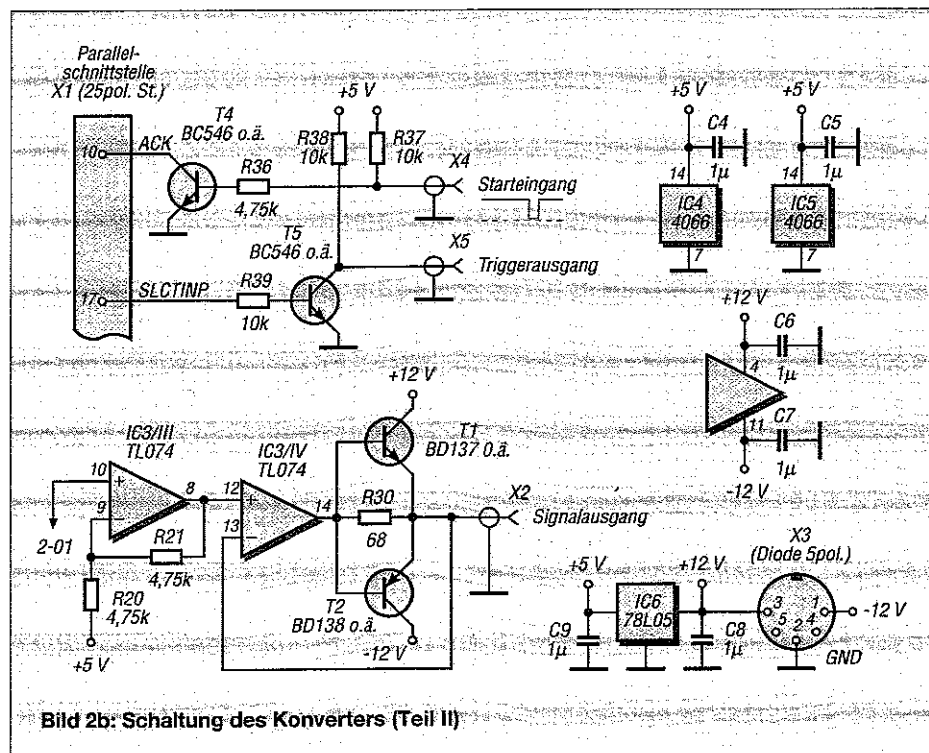 Parallel-
schnittstelle
X1 (25pol. St.)
10
ACK
T4
BC546 o.ä.
R36
4,75k
+5 V
R38
10k
R37
10k
X4
Starteingang
T5
BC546 o.ä.
X5
Triggerausgang
17
SLCTINP
R39
10k
+5 V
C4
1µ
14
IC4
4066
7
+5 V
C5
1µ
14
IC5
4066
7
+12 V
C6
1µ
4
11
C7
1µ
-12 V
IC3/III
TL074
10
+
9
-
8
2-01
R21
4,75k
R20
4,75k
+5 V
IC3/IV
TL074
12
+
13
-
14
+12 V
T1
BD137 o.ä.
R30
68
X2
Signalausgang
T2
BD138 o.ä.
-12 V
+5 V
C9
1µ
IC6
78L05
+12 V
C8
1µ
X3
(Diode 5pol.)
3
1
5
4
2
-12 V
GND
Bild 2b: Schaltung des Konverters (Teil II)